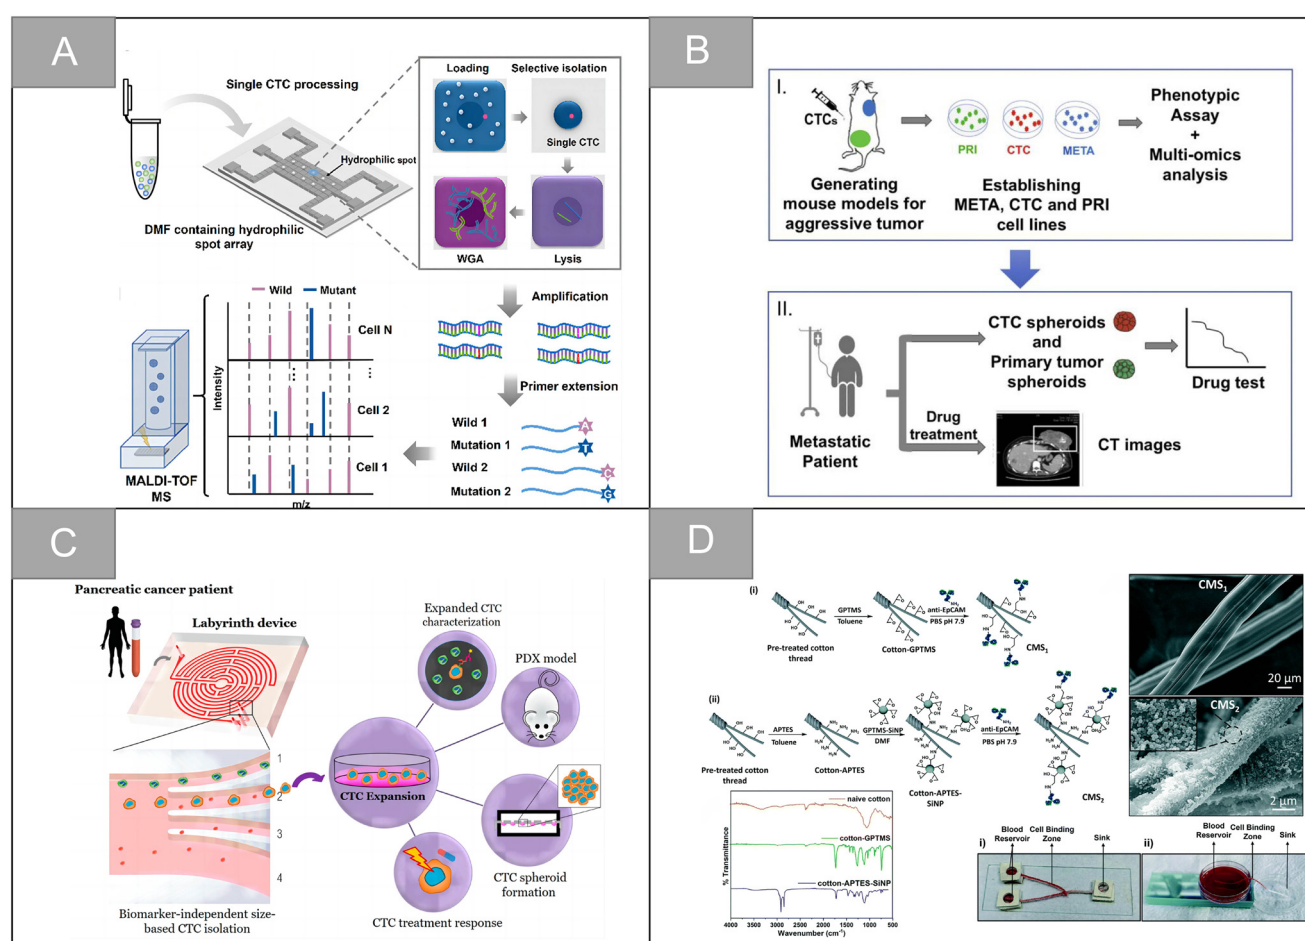 A
Single CTC processing
Loading
Selective isolation
Single CTC
Hydrophilic spot
DMF containing hydrophilic
spot array
WGA
Lysis
Wild
Mutant
Amplification
Cell N
Intensity
Cell 2
Primer extension
Wild 1
A
Mutation 1
T
Cell 1
Wild 2
C
Mutation 2
G
MALDI-TOF
MS
m/z
B
I.
CTCs
PRI
CTC
META
Phenotypic
Assay
+
Multi-omics
analysis
Generating
mouse models for
aggressive tumor
Establishing
META, CTC and PRI
cell lines
II.
CTC spheroids
and
Primary tumor
spheroids
Drug test
Drug
treatment
Metastatic
Patient
CT images
C
Pancreatic cancer patient
Labyrinth device
Expanded CTC
characterization
PDX model
1
2
3
4
CTC Expansion
CTC spheroid
formation
Biomarker-independent size-
based CTC isolation
CTC treatment response
D
(i)
GPTMS
Toluene
anti-EpCAM
PBS pH 7.9
Pre-treated cotton
thread
Cotton-GPTMS
CMS1
(ii)
APTES
Toluene
GPTMS-SiNP
DMF
anti-EpCAM
PBS pH 7.9
Pre-treated cotton
thread
Cotton-APTES
Cotton-APTES-
SiNP
CMS2
CMS1
20 μm
CMS2
2 μm
naive cotton
cotton-GPTMS
cotton-APTES-SiNP
% Transmittance
4000 3500 3000 2500 2000 1500 1000 500
Wavenumber (cm-1)
i)
Blood
Reservoir
Cell Binding
Zone
Sink
ii)
Blood
Reservoir
Cell Binding
Zone
Sink